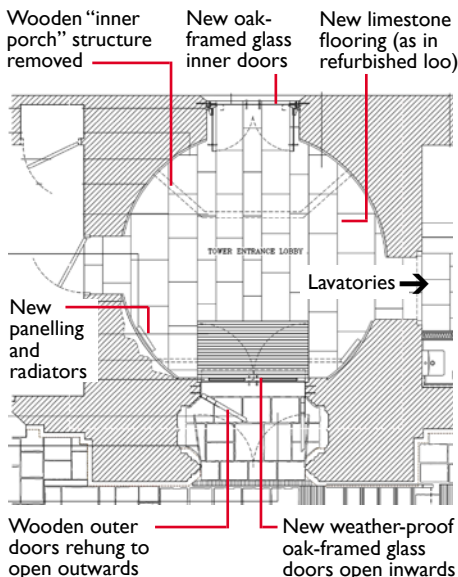 Wooden “inner
porch” structure
removed
New oak-
framed glass
inner doors
New limestone
flooring (as in
refurbished loo)
TOWER ENTRANCE LOBBY
Lavatories →
New
panelling
and
radiators
Wooden outer
doors rehung to
open outwards
New weather-proof
oak-framed glass
doors open inwards